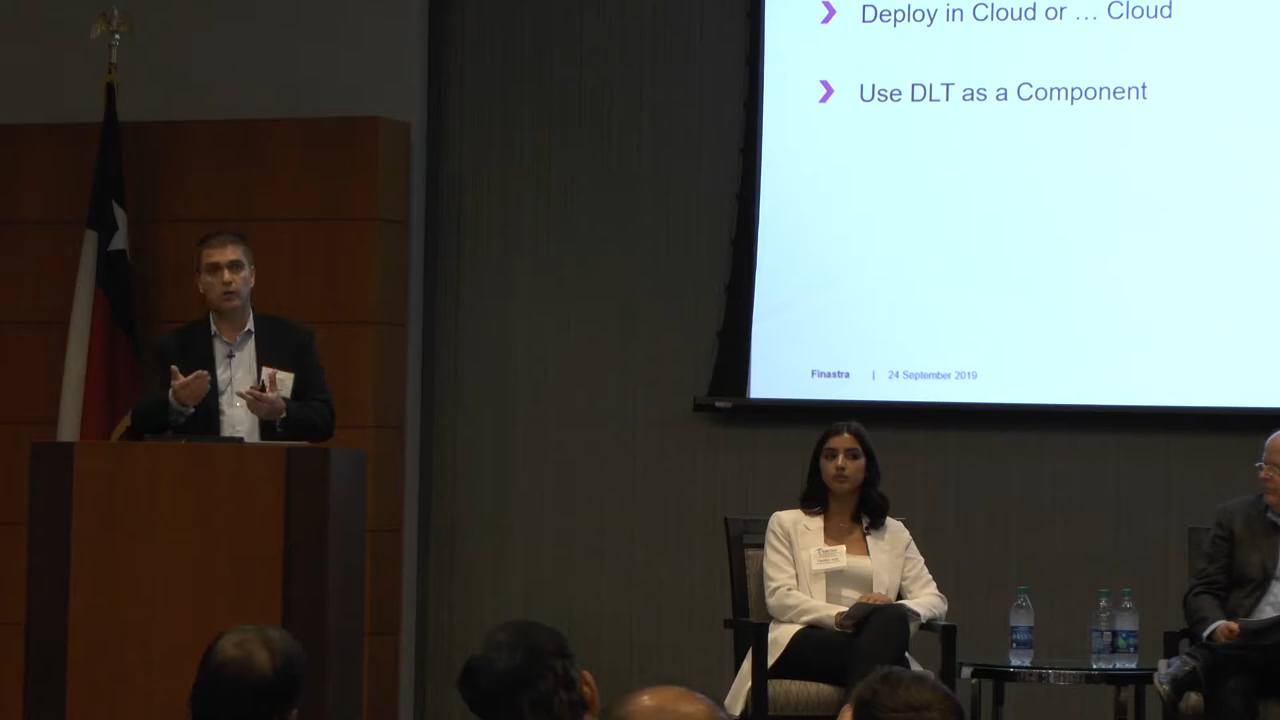 Deploy in Cloud or … Cloud
Use DLT as a Component
Finastra | 24 September 2019